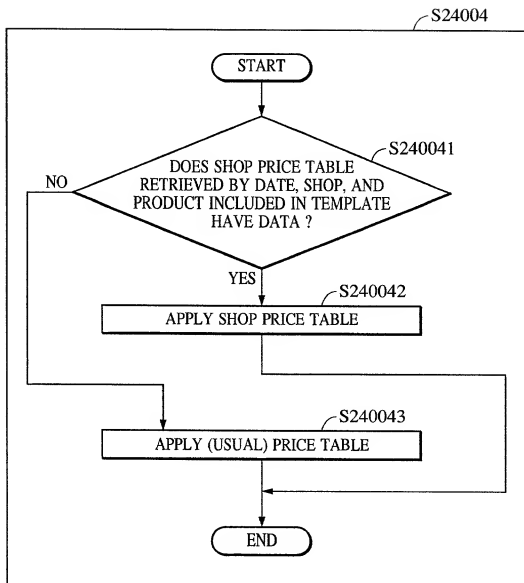 S24004
START
S240041
DOES SHOP PRICE TABLE
RETRIEVED BY DATE, SHOP, AND
PRODUCT INCLUDED IN TEMPLATE
HAVE DATA ?
NO
YES
S240042
APPLY SHOP PRICE TABLE
S240043
APPLY (USUAL) PRICE TABLE
END